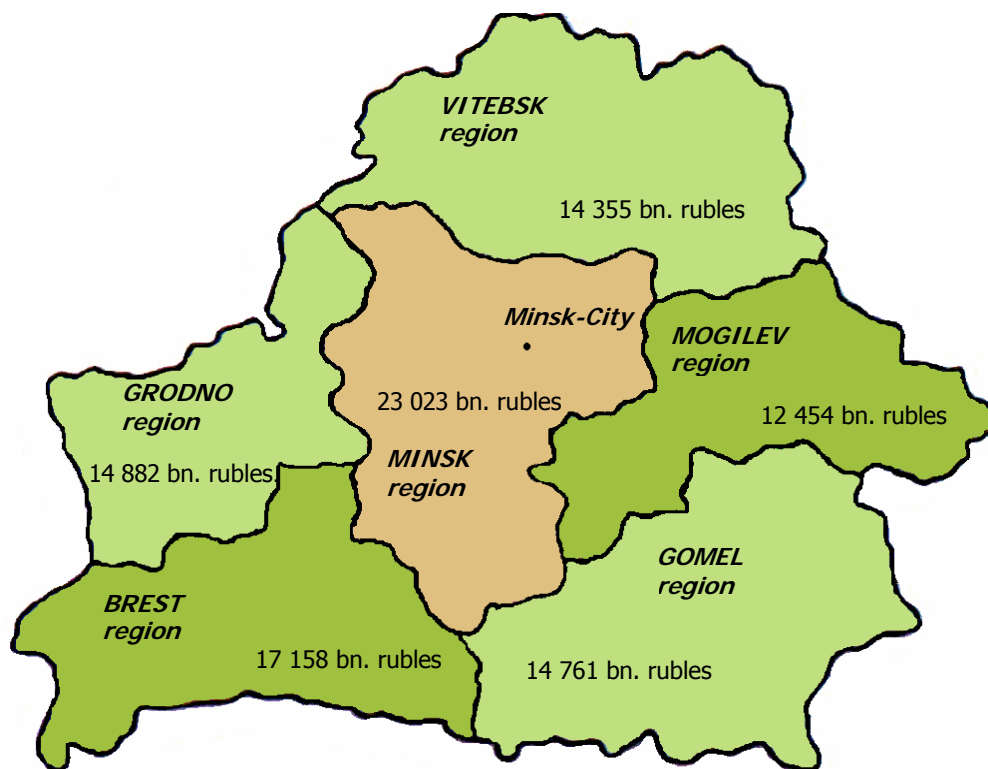 VITEBSK
region
14 355 bn. rubles
Minsk-City
MOGILEV
region
GRODNO
region
23 023 bn. rubles
12 454 bn. rubles
14 882 bn. rubles.
MINSK
region
GOMEL
region
BREST
region
17 158 bn. rubles
14 761 bn. rubles